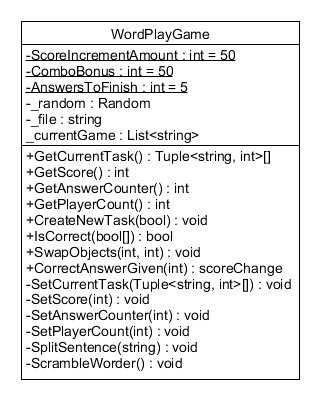 WordPlayGame
-ScoreIncrementAmount : int = 50
-ComboBonus : int = 50
-AnswersToFinish : int = 5
-_random : Random
-_file : string
_currentGame : List<string>
+GetCurrentTask() : Tuple<string, int>[]
+GetScore() : int
+GetAnswerCounter() : int
+GetPlayerCount() : int
+CreateNewTask(bool) : void
+IsCorrect(bool[]) : bool
+SwapObjects(int, int) : void
+CorrectAnswerGiven(int) : scoreChange
-SetCurrentTask(Tuple<string, int>[]) : void
-SetScore(int) : void
-SetAnswerCounter(int) : void
-SetPlayerCount(int) : void
-SplitSentence(string) : void
-ScrambleWorder() : void